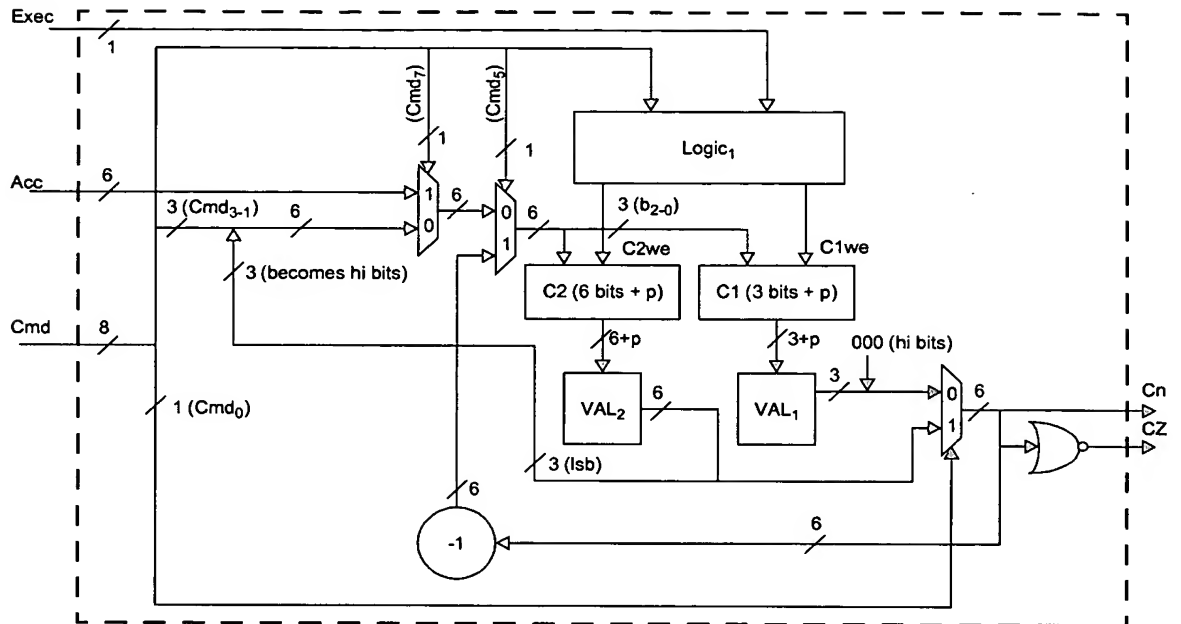 Exec
1
(Cmd₇)
(Cmd₅)
1
1
Logic₁
Acc
6
1
0
6
0
1
6
3 (b₂₋₀)
3 (Cmd₃₋₁)
6
C2we
C1we
3 (becomes hi bits)
C2 (6 bits + p)
C1 (3 bits + p)
Cmd
8
6+p
3+p
000 (hi bits)
VAL₂
6
VAL₁
3
0
1
6
Cn
CZ
1 (Cmd₀)
3 (lsb)
6
-1
6